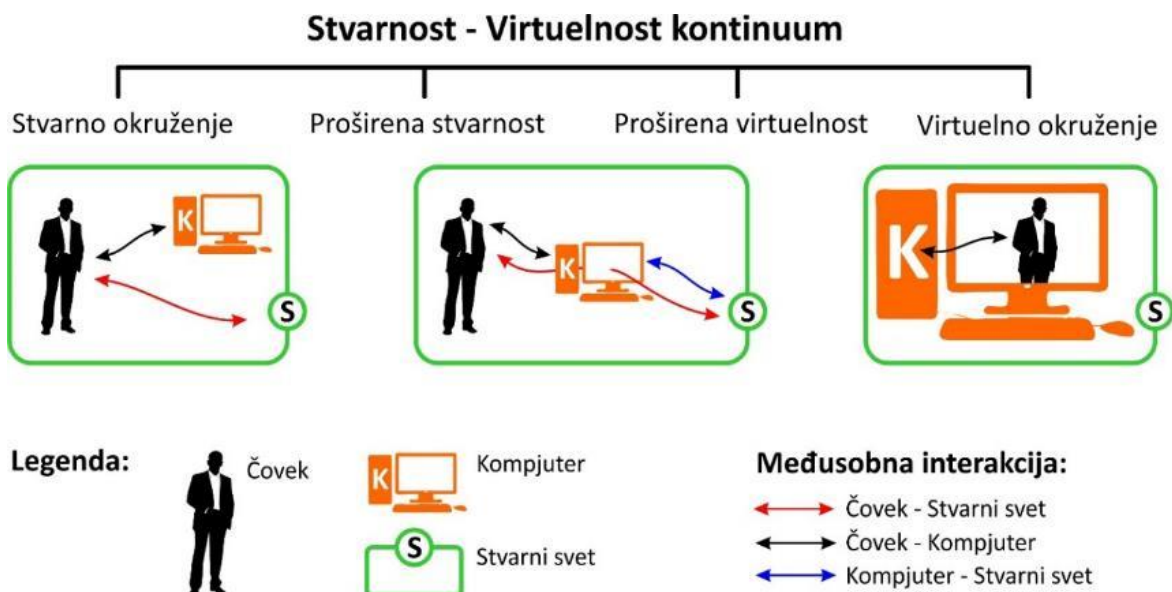 Stvarnost - Virtuelnost kontinuum
Stvarno okruženje
Proširena stvarnost
Proširena virtuelnost
Virtuelno okruženje
K
S
K
S
K
S
Legenda:
Čovek
K
Kompjuter
S
Stvarni svet
Međusobna interakcija:
Čovek - Stvarni svet
Čovek - Kompjuter
Kompjuter - Stvarni svet